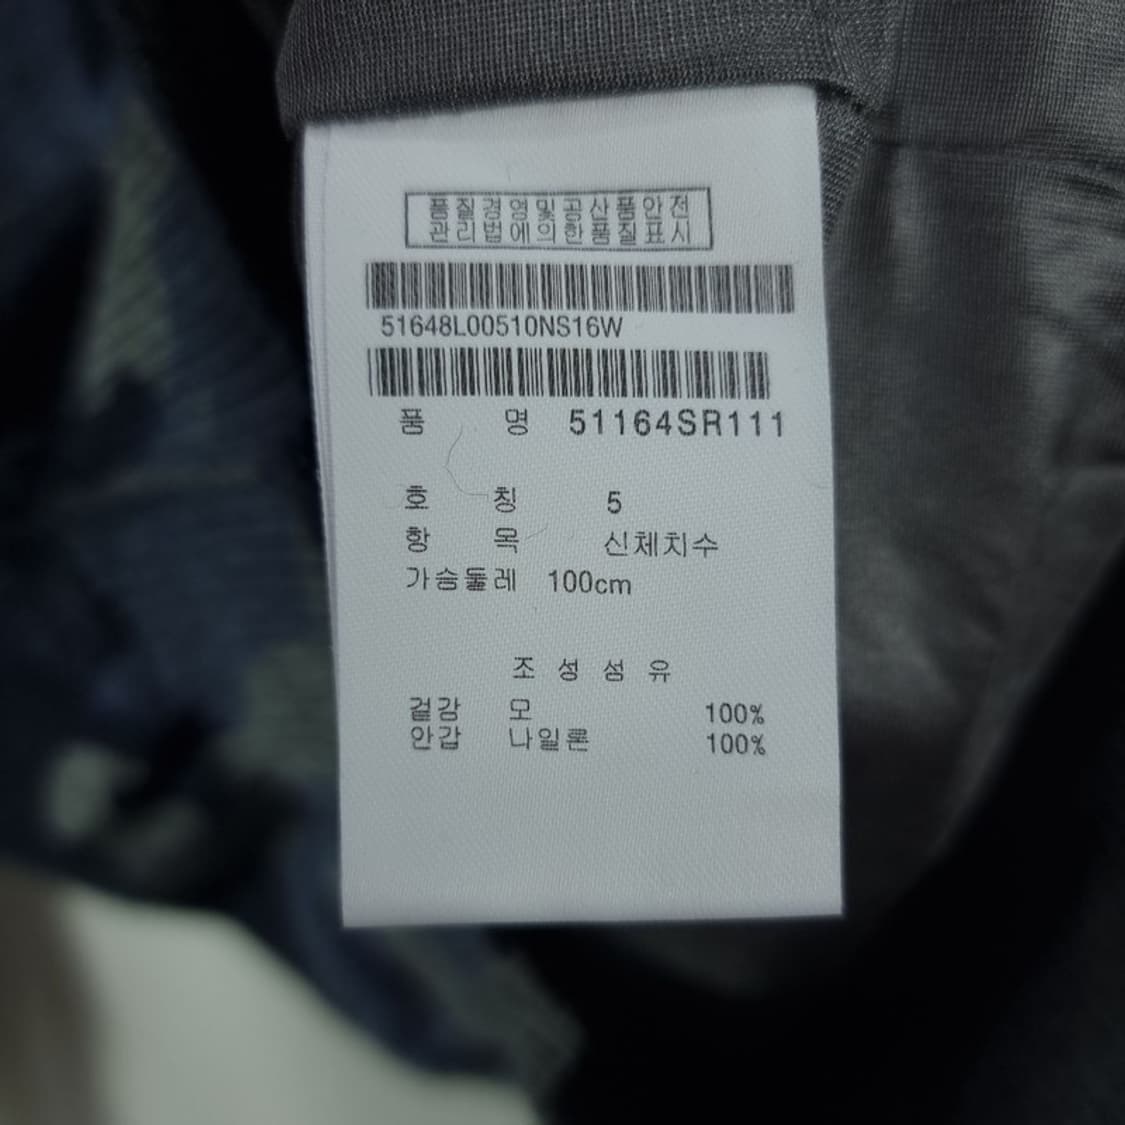 품질경영및공산품안전
관리법에의한품질표시
51648L00510NS16W
품 명 51164SR111
호 칭 5
항 목 신체치수
가슴둘레 100cm
조 성 섬 유
겉감 모 100%
안감 나일론 100%